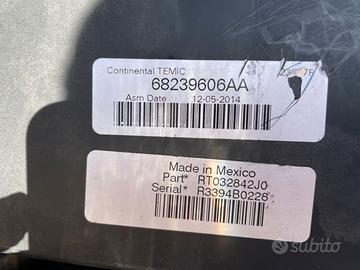 Continental TEMIC
68239606AA
Asm Date 12-05-2014
Made in Mexico
Part* RT032842J0
Serial* R3394B0228
subito